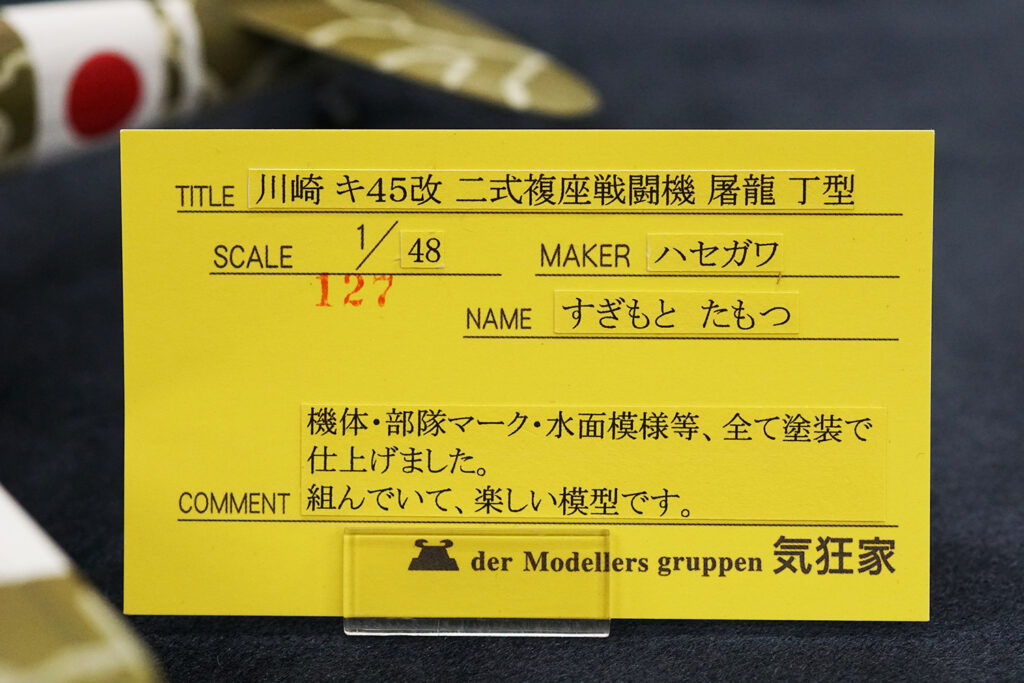 TITLE 川崎 キ45改 二式複座戦闘機 屠龍 丁型
SCALE 1/48 MAKER ハセガワ
127
NAME すぎもと たもつ
機体・部隊マーク・水面模様等、全て塗装で
仕上げました。
COMMENT 組んでいて、楽しい模型です。
der Modellers gruppen 気狂家